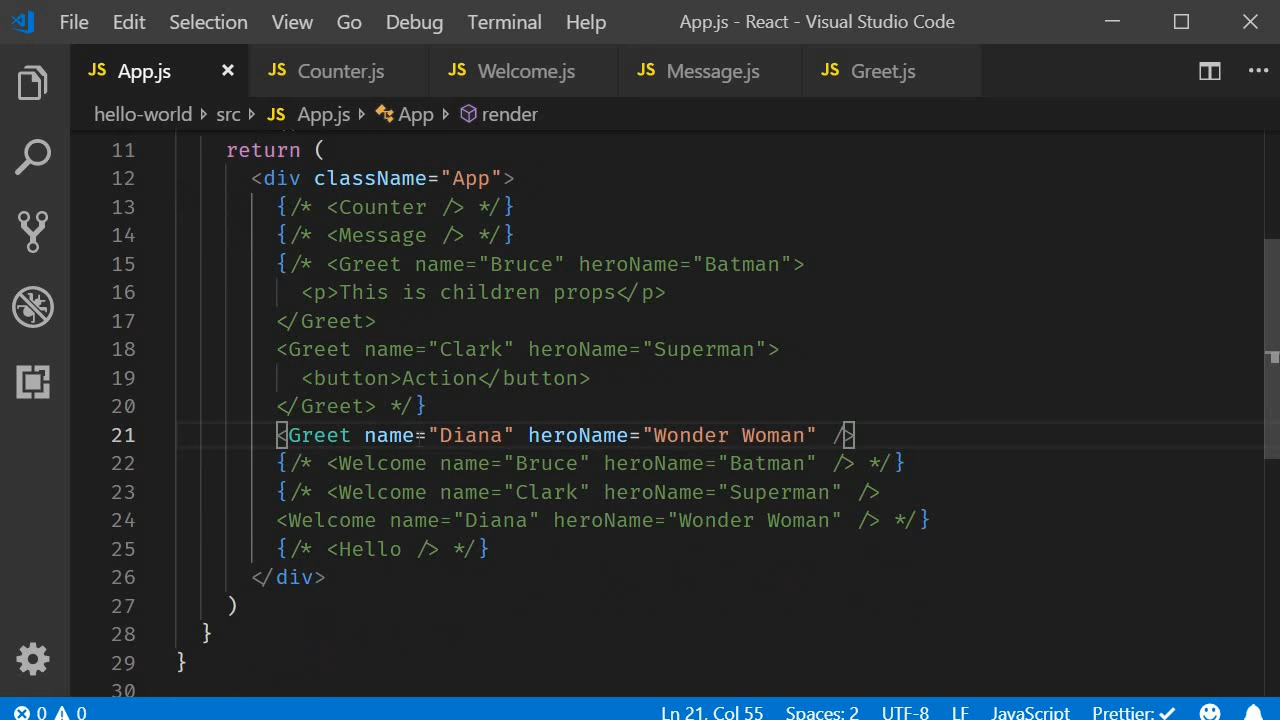 File Edit Selection View Go Debug Terminal Help App.js - React - Visual Studio Code
JS App.js × JS Counter.js JS Welcome.js JS Message.js JS Greet.js
hello-world > src > JS App.js > App > render
11 return (
12 <div className="App">
13 {/* <Counter /> */}
14 {/* <Message /> */}
15 {/* <Greet name="Bruce" heroName="Batman">
16 <p>This is children props</p>
17 </Greet>
18 <Greet name="Clark" heroName="Superman">
19 <button>Action</button>
20 </Greet> */}
21 <Greet name="Diana" heroName="Wonder Woman" />
22 {/* <Welcome name="Bruce" heroName="Batman" /> */}
23 {/* <Welcome name="Clark" heroName="Superman" />
24 <Welcome name="Diana" heroName="Wonder Woman" /> */}
25 {/* <Hello /> */}
26 </div>
27 )
28 }
29 }
30
0 0 Ln 21, Col 55 Spaces: 2 UTF-8 LF JavaScript Prettier: ✓